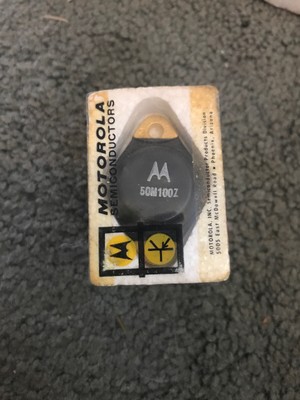 MOTOROLA
SEMICONDUCTORS
50M100Z
MOTOROLA, INC. Semiconductor Products Division
5005 East McDowell Road • Phoenix, Arizona